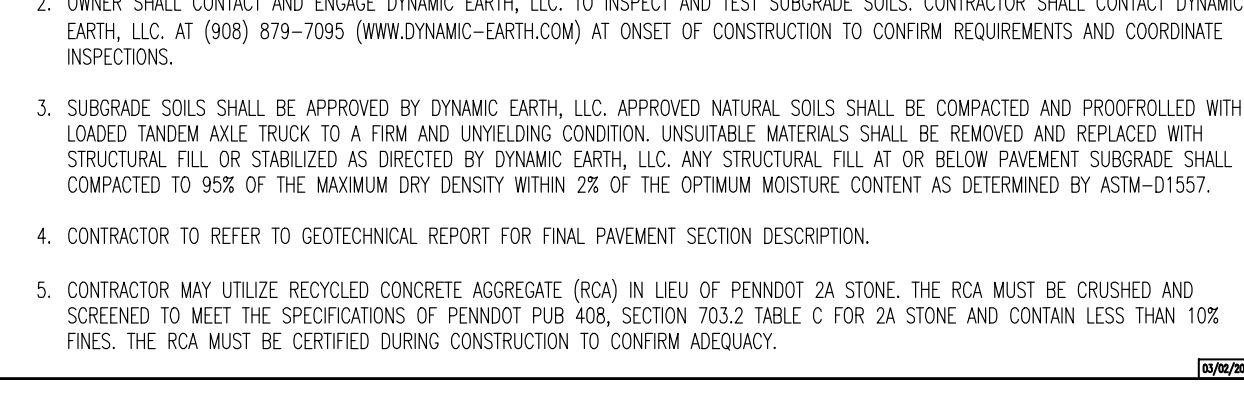 2. OWNER SHALL CONTACT AND ENGAGE DYNAMIC EARTH, LLC. TO INSPECT AND TEST SUBGRADE SOILS. CONTRACTOR SHALL CONTACT DYNAMIC
EARTH, LLC. AT (908) 879-7095 (WWW.DYNAMIC-EARTH.COM) AT ONSET OF CONSTRUCTION TO CONFIRM REQUIREMENTS AND COORDINATE
INSPECTIONS.
3. SUBGRADE SOILS SHALL BE APPROVED BY DYNAMIC EARTH, LLC. APPROVED NATURAL SOILS SHALL BE COMPACTED AND PROOFROLLED WITH
LOADED TANDEM AXLE TRUCK TO A FIRM AND UNYIELDING CONDITION. UNSUITABLE MATERIALS SHALL BE REMOVED AND REPLACED WITH
STRUCTURAL FILL OR STABILIZED AS DIRECTED BY DYNAMIC EARTH, LLC. ANY STRUCTURAL FILL AT OR BELOW PAVEMENT SUBGRADE SHALL
COMPACTED TO 95% OF THE MAXIMUM DRY DENSITY WITHIN 2% OF THE OPTIMUM MOISTURE CONTENT AS DETERMINED BY ASTM-D1557.
4. CONTRACTOR TO REFER TO GEOTECHNICAL REPORT FOR FINAL PAVEMENT SECTION DESCRIPTION.
5. CONTRACTOR MAY UTILIZE RECYCLED CONCRETE AGGREGATE (RCA) IN LIEU OF PENNDOT 2A STONE. THE RCA MUST BE CRUSHED AND
SCREENED TO MEET THE SPECIFICATIONS OF PENNDOT PUB 408, SECTION 703.2 TABLE C FOR 2A STONE AND CONTAIN LESS THAN 10%
FINES. THE RCA MUST BE CERTIFIED DURING CONSTRUCTION TO CONFIRM ADEQUACY.
03/02/20